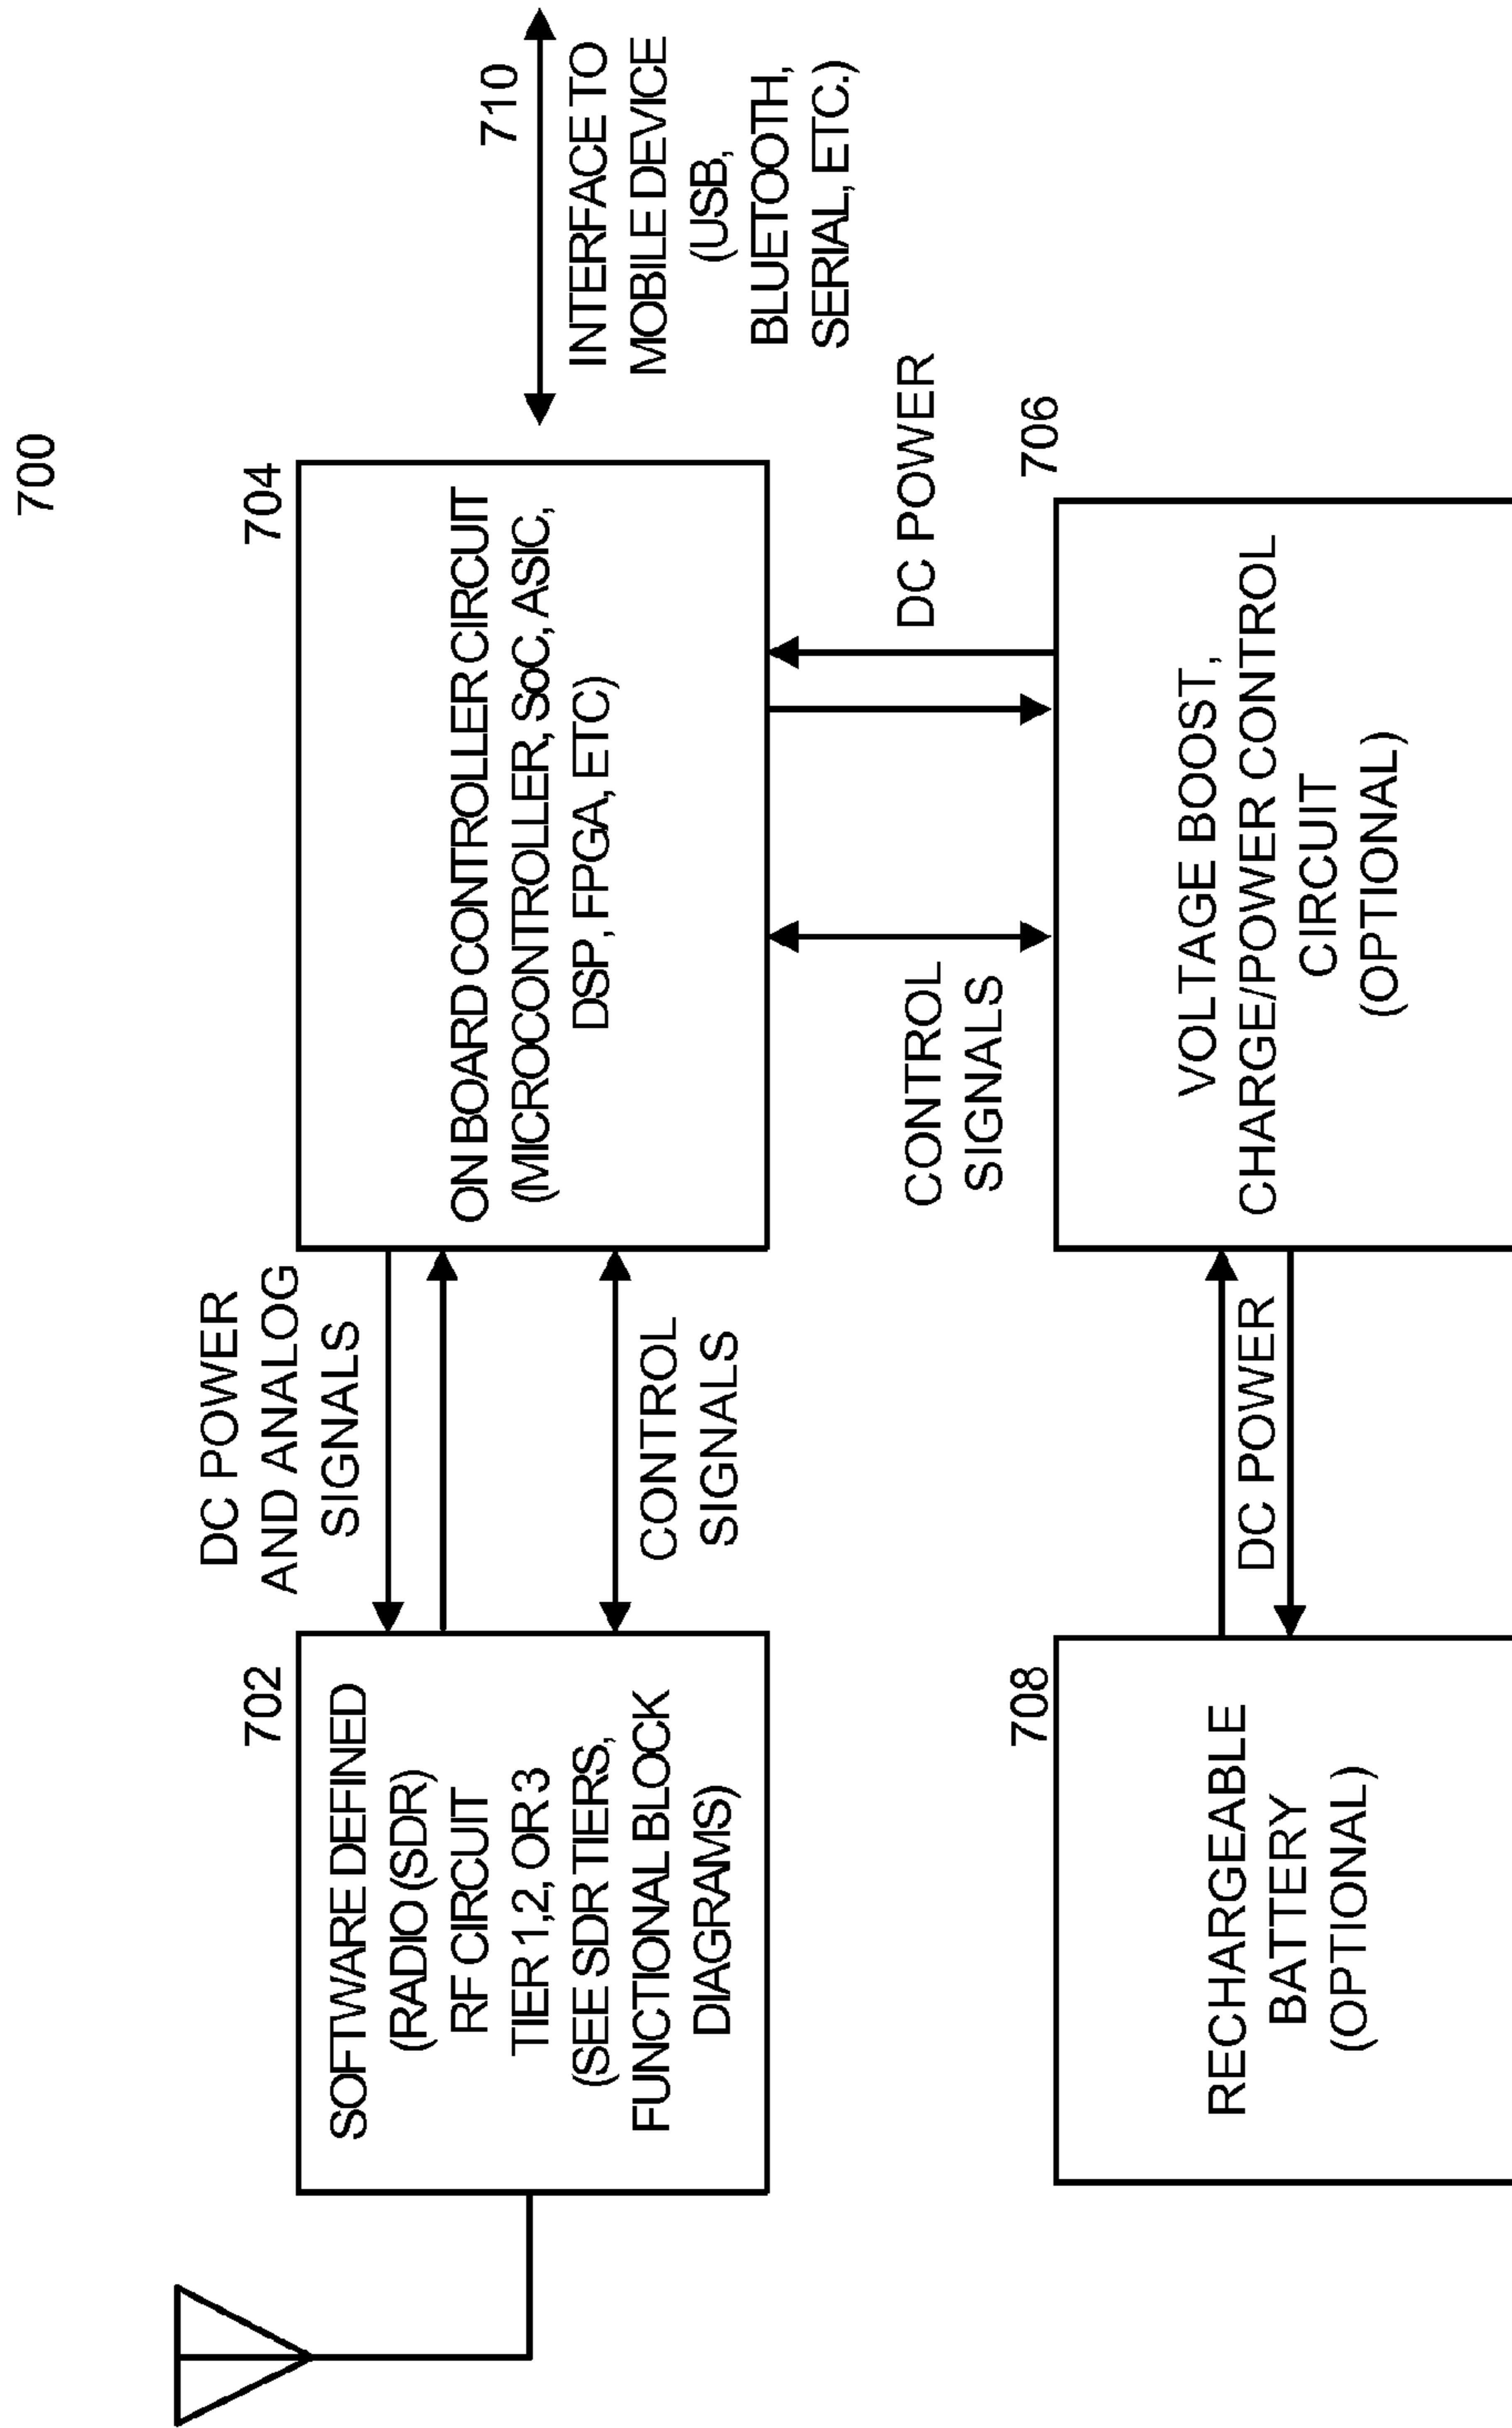 700
702
SOFTWARE DEFINED
(RADIO (SDR)
RF CIRCUIT
TIER 1,2, OR 3
(SEE SDR TIERS,
FUNCTIONAL BLOCK
DIAGRAMS)
DC POWER
AND ANALOG
SIGNALS
CONTROL
SIGNALS
704
ON BOARD CONTROLLER CIRCUIT
(MICROCONTROLLER, SoC, ASIC,
DSP, FPGA, ETC)
710
INTERFACE TO
MOBILE DEVICE
(USB,
BLUETOOTH,
SERIAL, ETC.)
CONTROL
SIGNALS
DC POWER
708
RECHARGEABLE
BATTERY
(OPTIONAL)
DC POWER
706
VOLTAGE BOOST,
CHARGE/POWER CONTROL
CIRCUIT
(OPTIONAL)